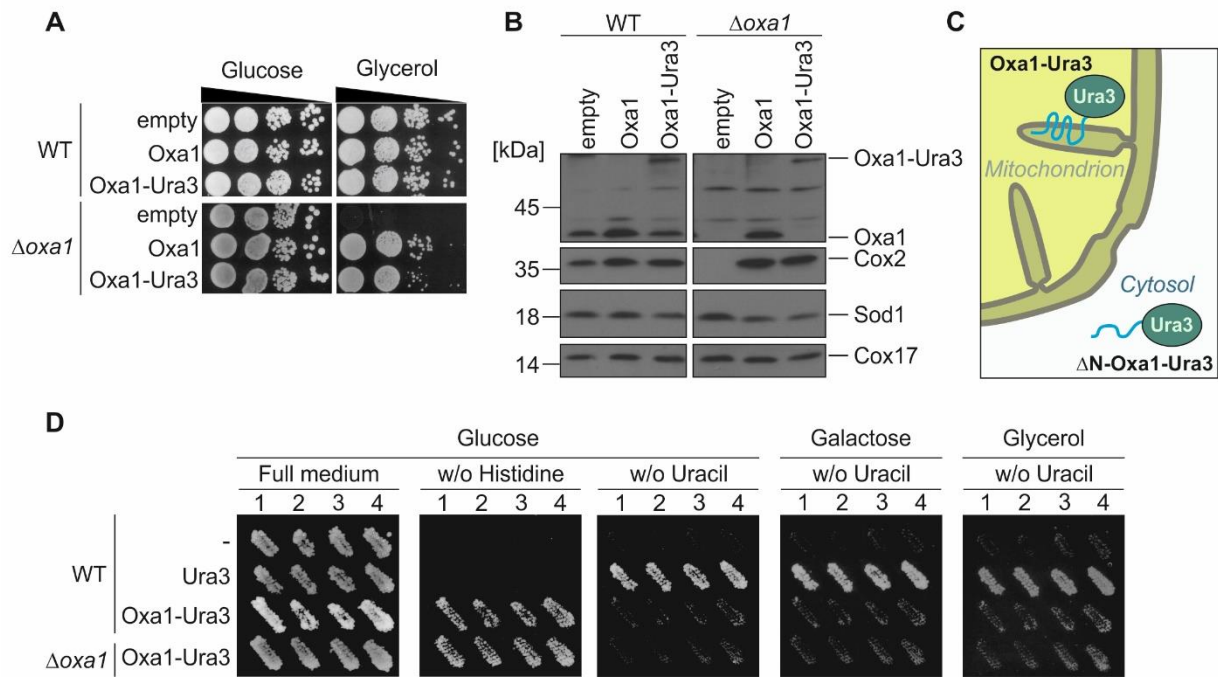 A
Glucose Glycerol
WT
empty
Oxa1
Oxa1-Ura3
Δoxa1
empty
Oxa1
Oxa1-Ura3
B
WT Δoxa1
empty Oxa1 Oxa1-Ura3 empty Oxa1 Oxa1-Ura3
[kDa]
Oxa1-Ura3
45
Oxa1
35 Cox2
18 Sod1
14 Cox17
C
Oxa1-Ura3
Ura3
Mitochondrion
Cytosol
Ura3
ΔN-Oxa1-Ura3
D
Glucose Galactose Glycerol
Full medium w/o Histidine w/o Uracil w/o Uracil w/o Uracil
1 2 3 4 1 2 3 4 1 2 3 4 1 2 3 4 1 2 3 4
WT
-
Ura3
Oxa1-Ura3
Δoxa1 Oxa1-Ura3